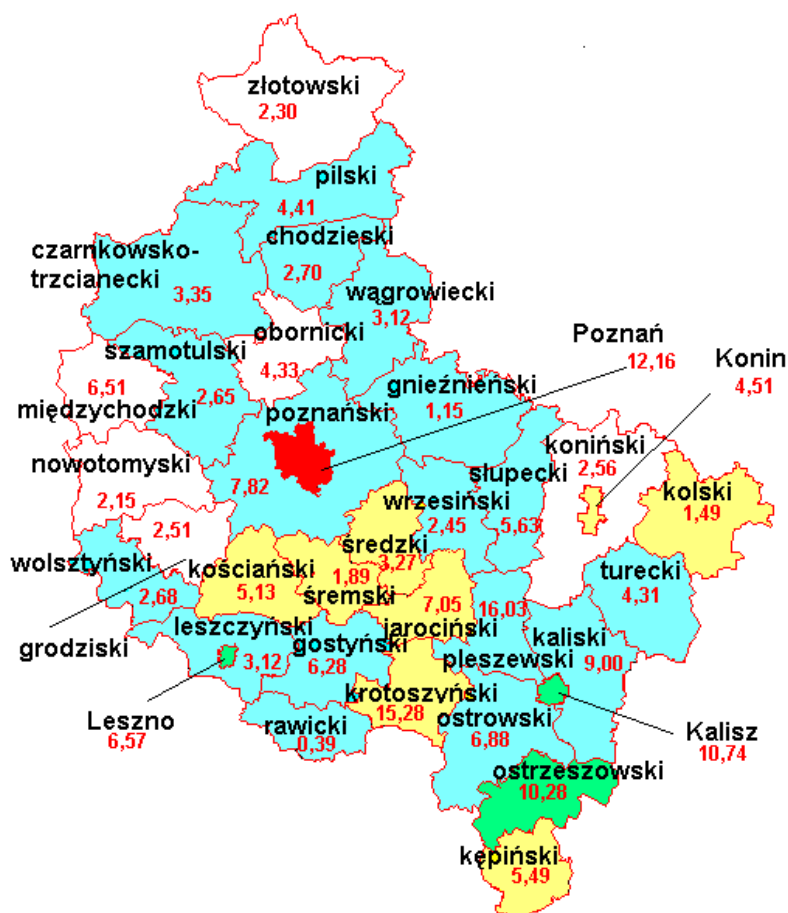 złotowski
2,30
pilski
4,41
chodzieski
2,70
czarnkowsko-
trzcianecki
3,35
wągrowiecki
3,12
obornicki
4,33
Poznań
12,16
Konin
4,51
szamotulski
2,65
6,51
międzychodzki
gnieźnieński
1,15
poznański
7,82
koniński
2,56
nowotomyski
2,15
słupecki
5,63
kolski
1,49
wrzesiński
2,45
2,51
średzki
3,27
wolsztyński
2,68
kościański
5,13
1,89
śremski
turecki
4,31
7,05
jarociński
16,03
pleszewski
kaliski
9,00
grodziski
leszczyński
3,12
gostyński
6,28
krotoszyński
15,28
ostrowski
6,88
Leszno
6,57
rawicki
0,39
Kalisz
10,74
ostrzeszowski
10,28
kępiński
5,49